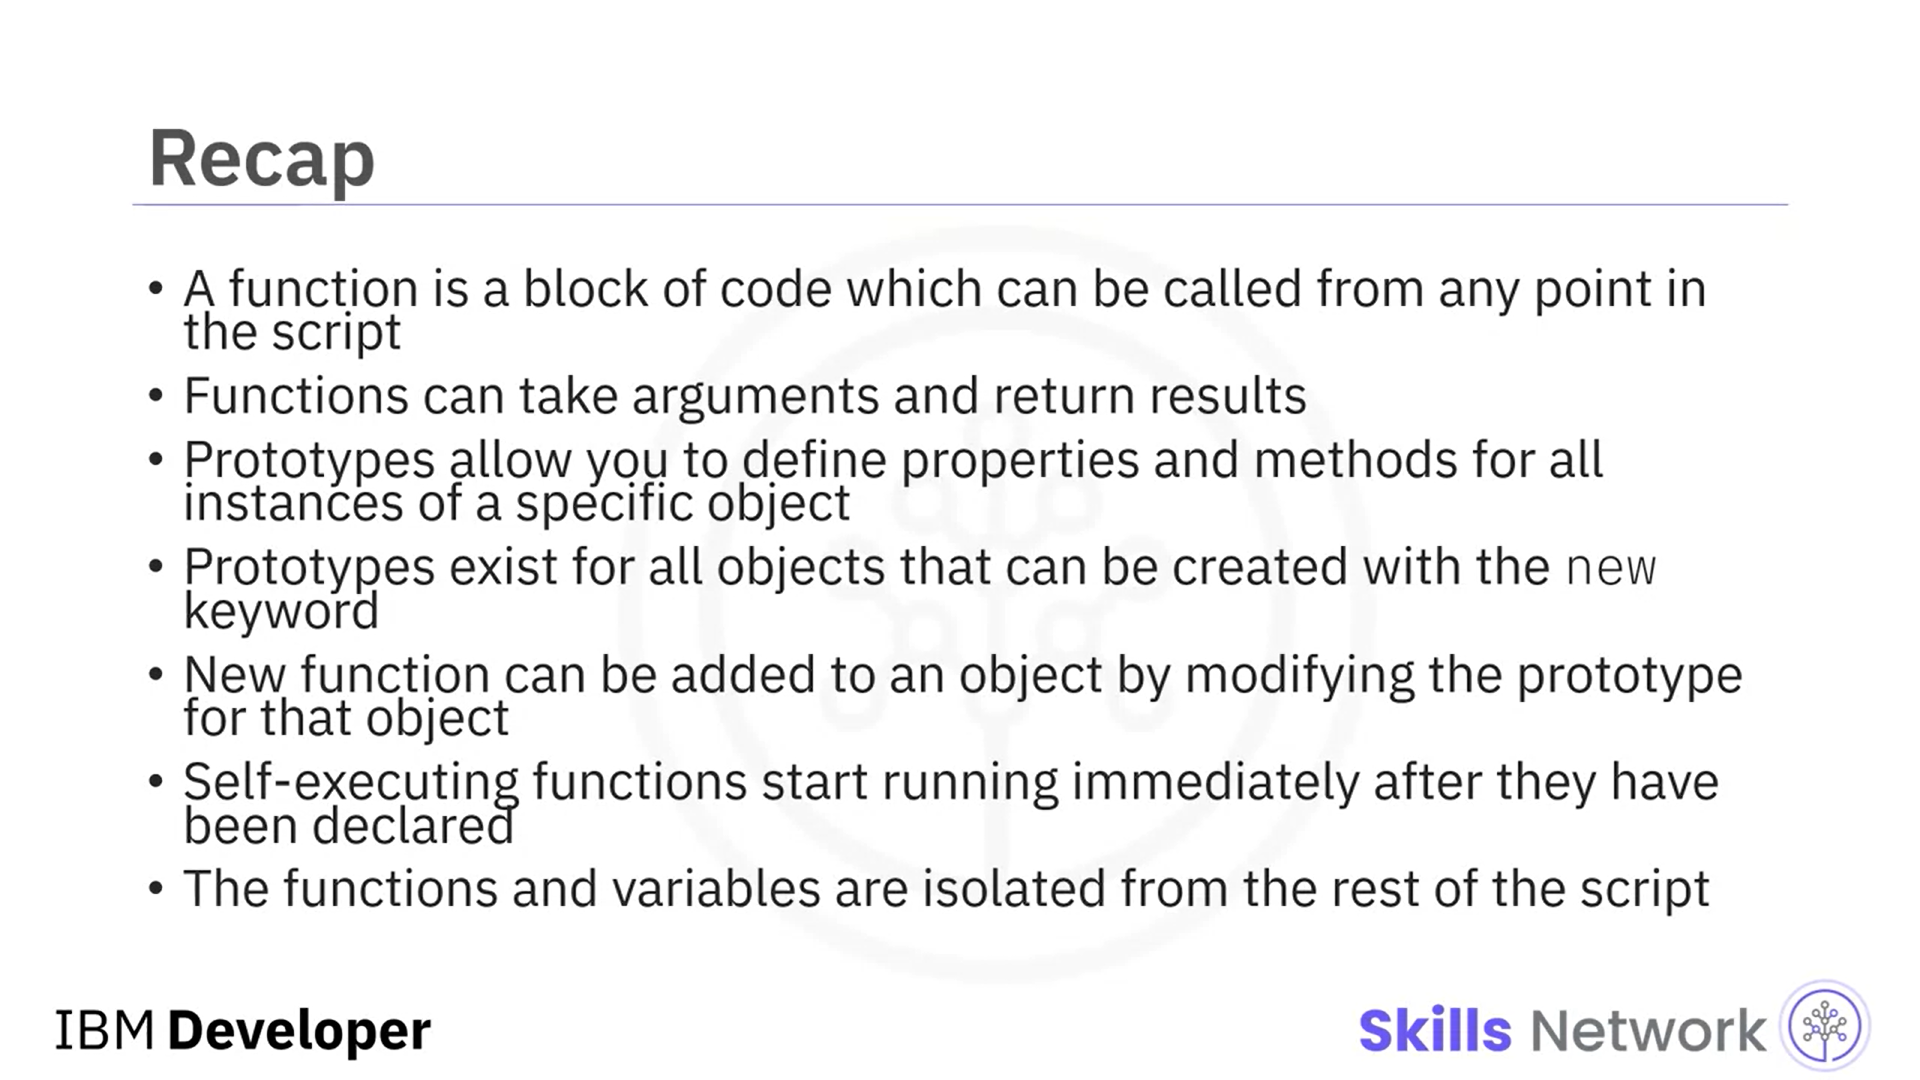 Recap
• A function is a block of code which can be called from any point in
the script
• Functions can take arguments and return results
• Prototypes allow you to define properties and methods for all
instances of a specific object
• Prototypes exist for all objects that can be created with the new
keyword
• New function can be added to an object by modifying the prototype
for that object
• Self-executing functions start running immediately after they have
been declared
• The functions and variables are isolated from the rest of the script
IBM Developer
Skills Network